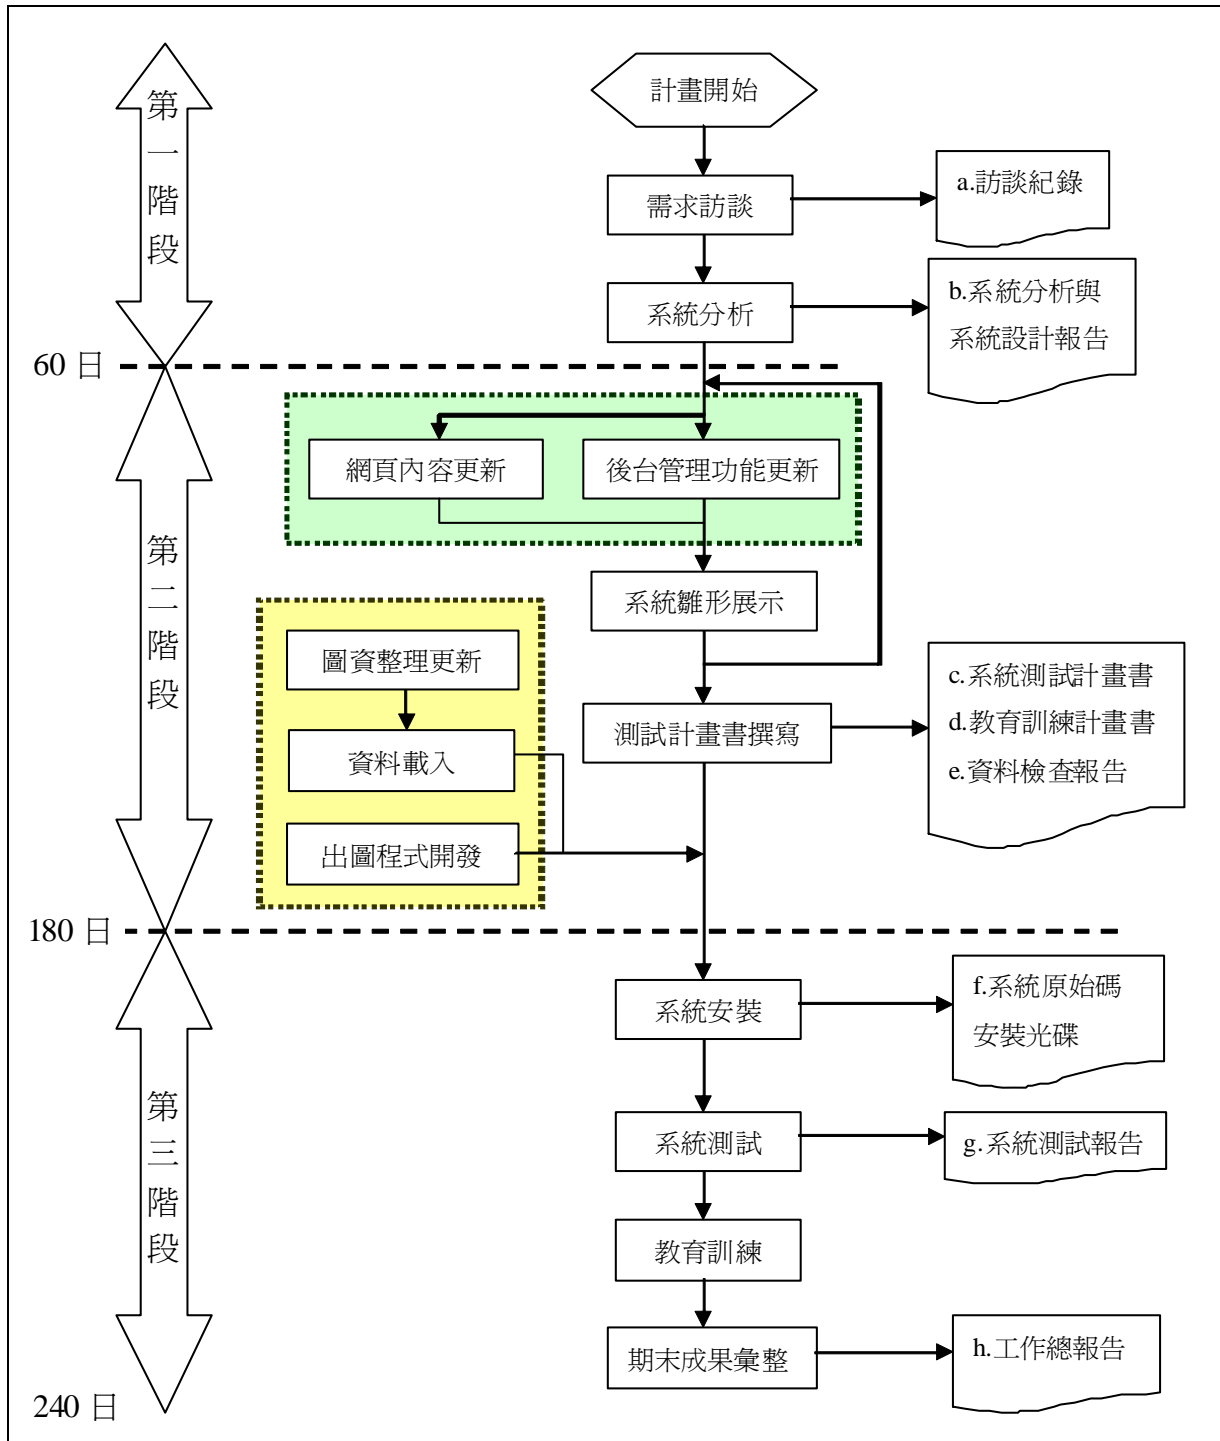 計畫開始
第一階段
需求訪談
a.訪談紀錄
系統分析
b.系統分析與
系統設計報告
60 日
網頁內容更新
後台管理功能更新
第二階段
系統雛形展示
圖資整理更新
測試計畫書撰寫
c.系統測試計畫書
d.教育訓練計畫書
e.資料檢查報告
資料載入
出圖程式開發
180 日
系統安裝
f.系統原始碼
安裝光碟
第三階段
系統測試
g.系統測試報告
教育訓練
期末成果彙整
h.工作總報告
240 日